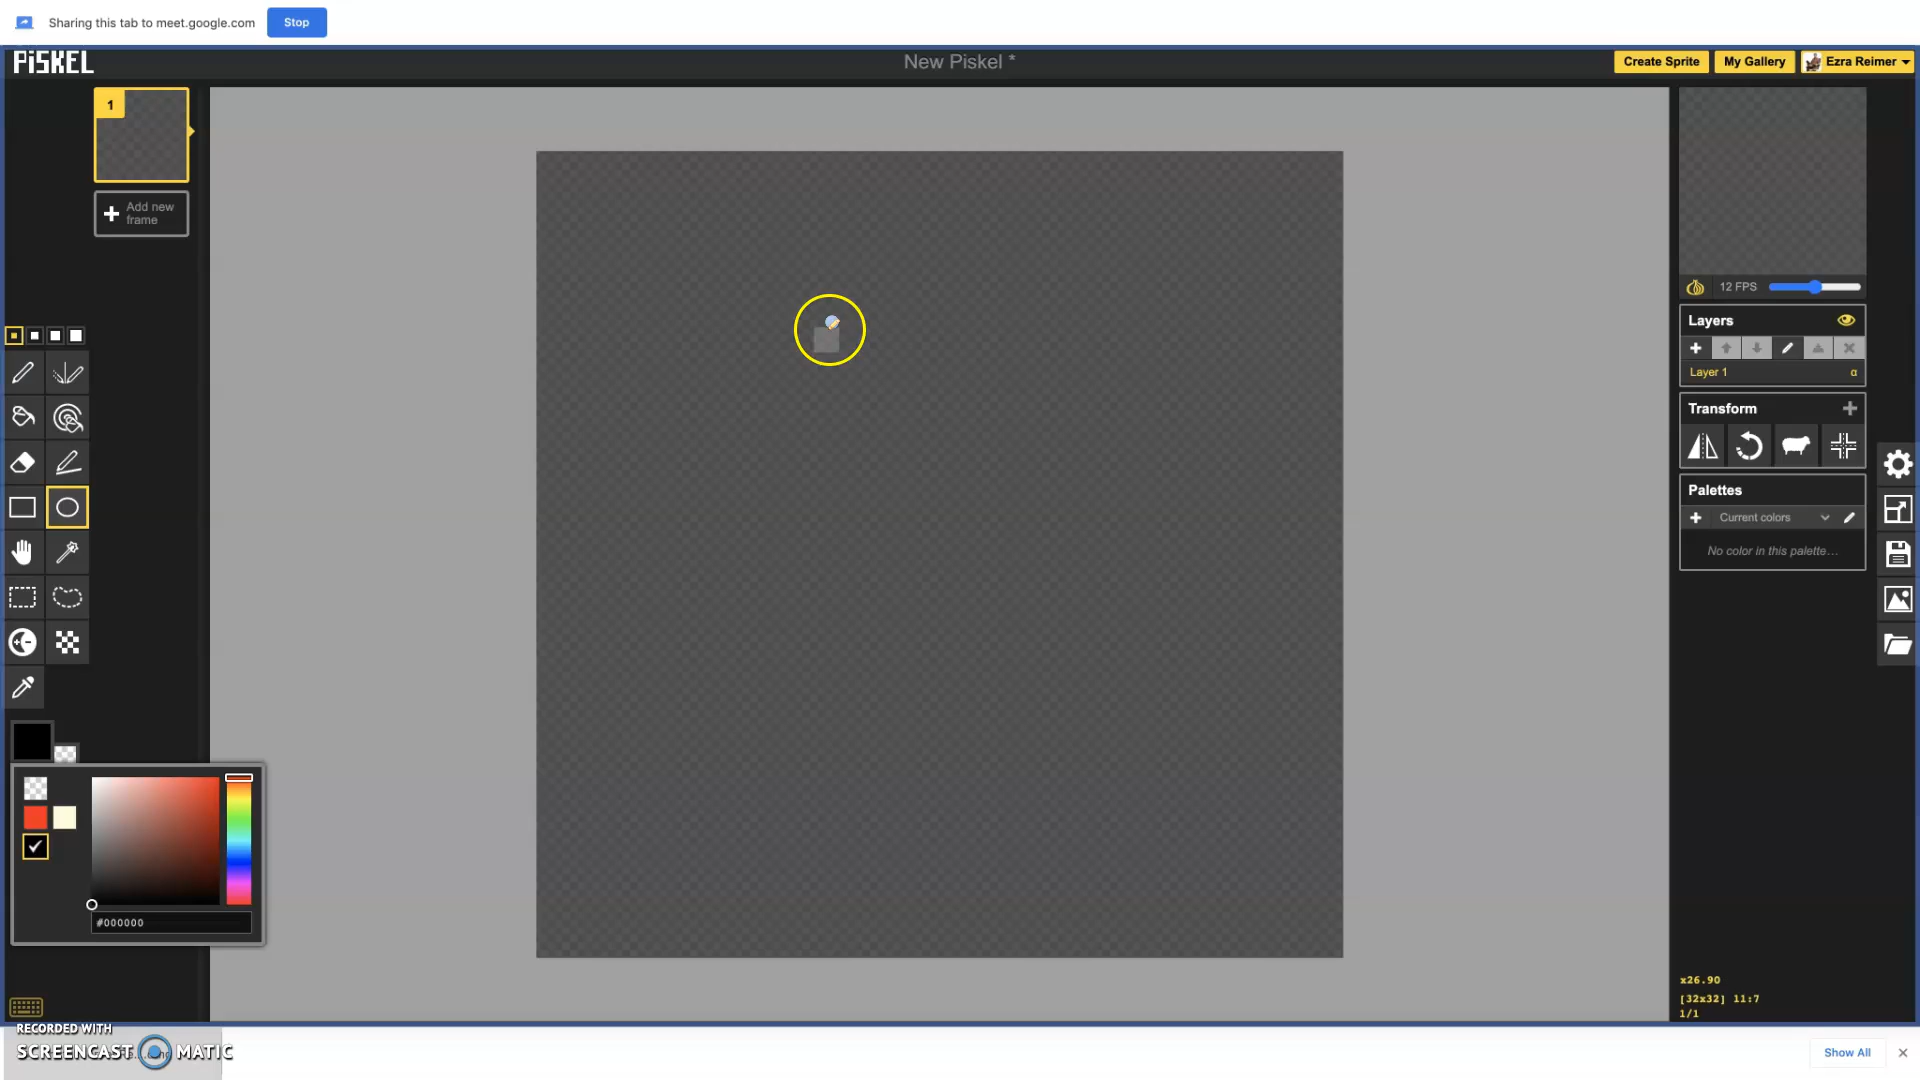 Sharing this tab to meet.google.com
Stop
PiSKEL
New Piskel *
Create Sprite
My Gallery
Ezra Reimer
1
Add new
frame
12 FPS
Layers
Layer 1
α
Transform
Palettes
Current colors
No color in this palette...
#000000
x26.90
[32x32] 11:7
1/1
RECORDED WITH
SCREENCAST MATIC
Show All